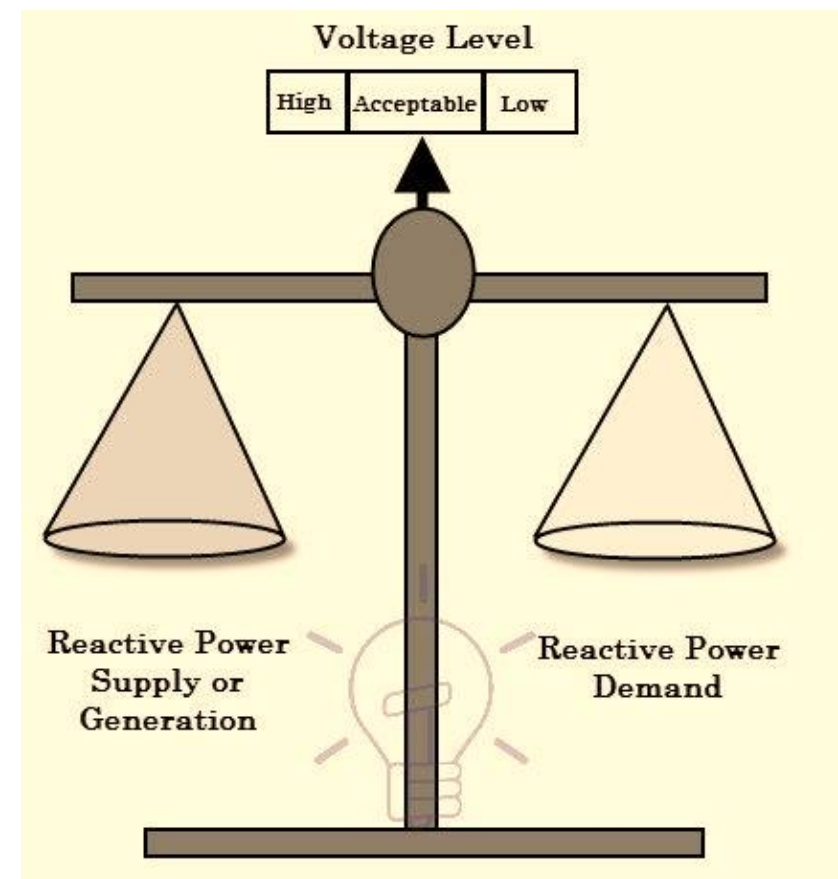 Voltage Level
High Acceptable Low
Reactive Power
Supply or
Generation
Reactive Power
Demand